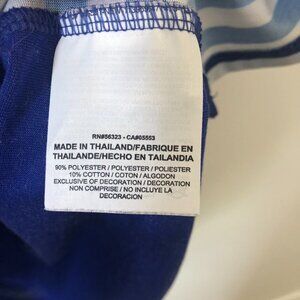 RN#56323 - CA#05553
MADE IN THAILAND/FABRIQUE EN
THAILANDE/HECHO EN TAILANDIA
90% POLYESTER / POLYESTER / POLIESTER
10% COTTON / COTON / ALGODON
EXCLUSIVE OF DECORATION / DECORATION
NON COMPRISE / NO INCLUYE LA
DECORACION